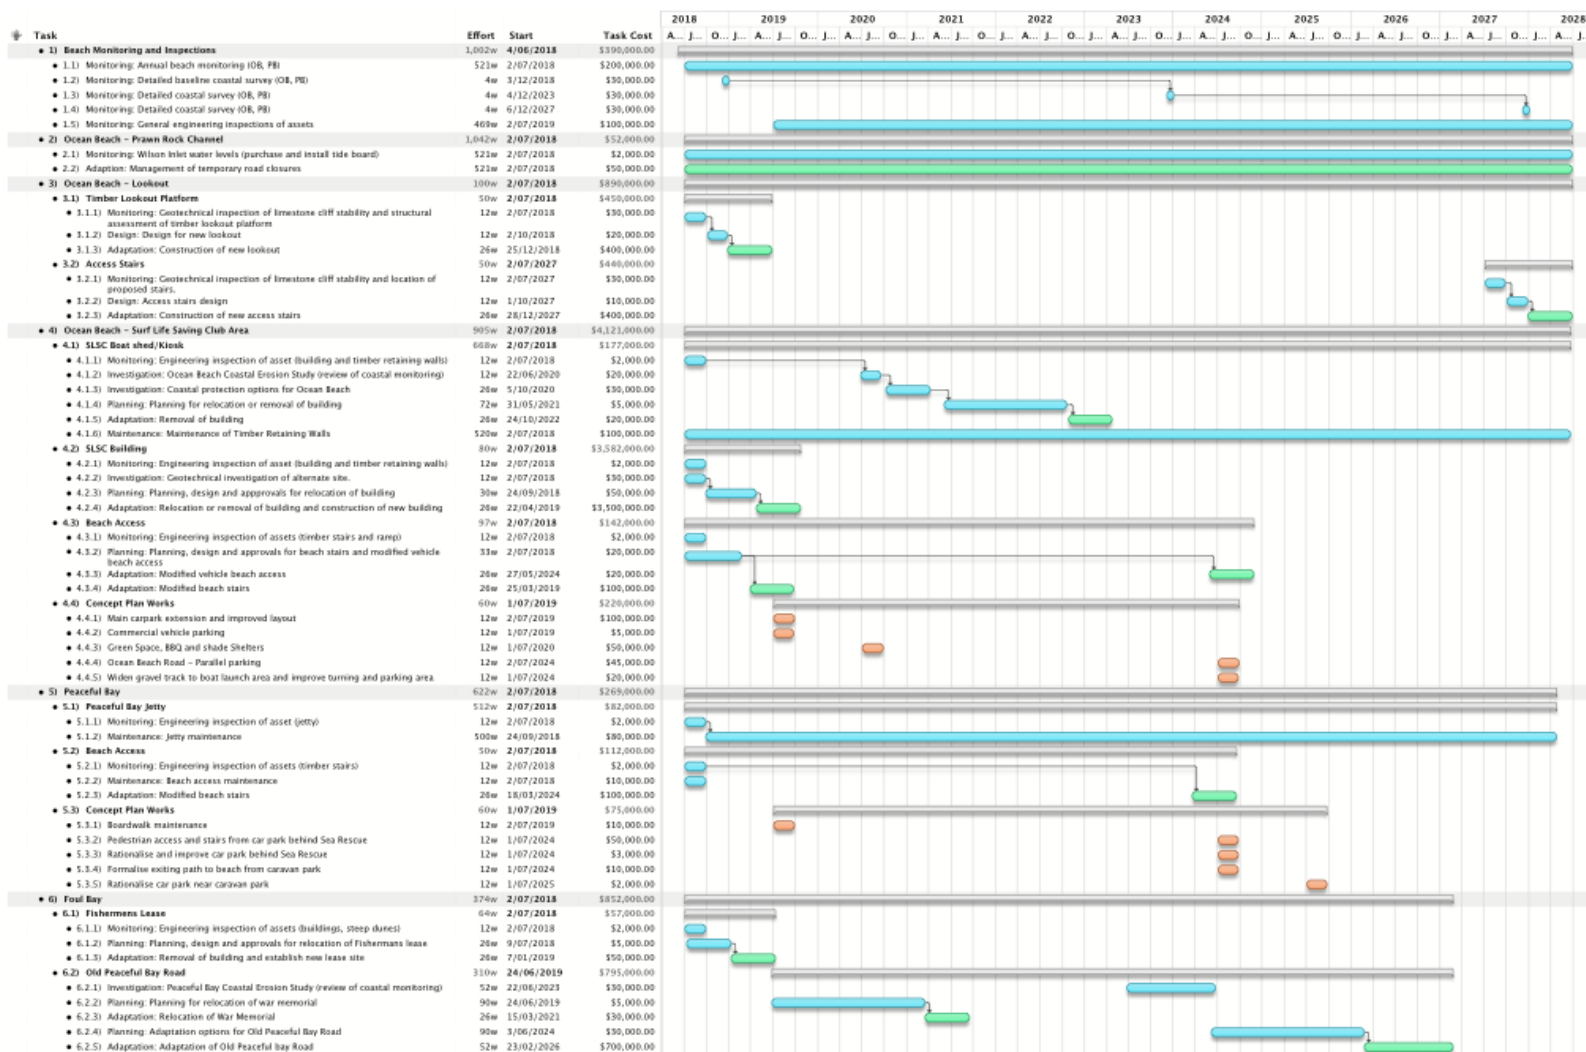 2018 2019 2020 2021 2022 2023 2024 2025 2026 2027 2028
Task Effort Start Task Cost A... J... O... J... A... J... O... J... A... J... O... J... A... J... O... J... A... J... O... J... A... J... O... J... A... J... O... J... A... J... O... J... A... J... O... J... A... J... O... J...
1) Beach Monitoring and Inspections 1,002w 4/06/2018 $390,000.00
1.1) Monitoring: Annual beach monitoring (OB, PB) 521w 2/07/2018 $200,000.00
1.2) Monitoring: Detailed baseline coastal survey (OB, PB) 4w 3/12/2018 $30,000.00
1.3) Monitoring: Detailed coastal survey (OB, PB) 4w 4/12/2023 $30,000.00
1.4) Monitoring: Detailed coastal survey (OB, PB) 4w 6/12/2027 $30,000.00
1.5) Monitoring: General engineering inspections of assets 469w 2/07/2019 $100,000.00
2) Ocean Beach - Prawn Rock Channel 1,042w 2/07/2018 $52,000.00
2.1) Monitoring: Wilson Inlet water levels (purchase and install tide board) 521w 2/07/2018 $2,000.00
2.2) Adaption: Management of temporary road closures 521w 2/07/2018 $50,000.00
3) Ocean Beach - Lookout 100w 2/07/2018 $890,000.00
3.1) Timber Lookout Platform 50w 2/07/2018 $450,000.00
3.1.1) Monitoring: Geotechnical inspection of limestone cliff stability and structural 12w 2/07/2018 $30,000.00
assessment of timber lookout platform
3.1.2) Design: Design for new lookout 12w 2/10/2018 $20,000.00
3.1.3) Adaptation: Construction of new lookout 26w 25/12/2018 $400,000.00
3.2) Access Stairs 50w 2/07/2027 $440,000.00
3.2.1) Monitoring: Geotechnical inspection of limestone cliff stability and location of 12w 2/07/2027 $30,000.00
proposed stairs.
3.2.2) Design: Access stairs design 12w 1/10/2027 $10,000.00
3.2.3) Adaptation: Construction of new access stairs 26w 28/12/2027 $400,000.00
4) Ocean Beach - Surf Life Saving Club Area 905w 2/07/2018 $4,121,000.00
4.1) SLSC Boat shed/Kiosk 668w 2/07/2018 $177,000.00
4.1.1) Monitoring: Engineering inspection of asset (building and timber retaining walls) 12w 2/07/2018 $2,000.00
4.1.2) Investigation: Ocean Beach Coastal Erosion Study (review of coastal monitoring) 12w 22/06/2020 $20,000.00
4.1.3) Investigation: Coastal protection options for Ocean Beach 26w 5/10/2020 $30,000.00
4.1.4) Planning: Planning for relocation or removal of building 72w 31/05/2021 $5,000.00
4.1.5) Adaptation: Removal of building 26w 24/10/2022 $20,000.00
4.1.6) Maintenance: Maintenance of Timber Retaining Walls 520w 2/07/2018 $100,000.00
4.2) SLSC Building 80w 2/07/2018 $3,582,000.00
4.2.1) Monitoring: Engineering inspection of asset (building and timber retaining walls) 12w 2/07/2018 $2,000.00
4.2.2) Investigation: Geotechnical investigation of alternate site. 12w 2/07/2018 $30,000.00
4.2.3) Planning: Planning, design and appprovals for relocation of building 30w 24/09/2018 $50,000.00
4.2.4) Adaptation: Relocation or removal of building and construction of new building 26w 22/04/2019 $3,500,000.00
4.3) Beach Access 97w 2/07/2018 $142,000.00
4.3.1) Monitoring: Engineering inspection of assets (timber stairs and ramp) 12w 2/07/2018 $2,000.00
4.3.2) Planning: Planning, design and approvals for beach stairs and modified vehicle 33w 2/07/2018 $20,000.00
beach access
4.3.3) Adaptation: Modified vehicle beach access 26w 27/05/2024 $20,000.00
4.3.4) Adaptation: Modified beach stairs 26w 25/03/2019 $100,000.00
4.4) Concept Plan Works 60w 1/07/2019 $220,000.00
4.4.1) Main carpark extension and improved layout 12w 2/07/2019 $100,000.00
4.4.2) Commercial vehicle parking 12w 1/07/2019 $5,000.00
4.4.3) Green Space, BBQ and shade Shelters 12w 1/07/2020 $50,000.00
4.4.4) Ocean Beach Road - Parallel parking 12w 2/07/2024 $45,000.00
4.4.5) Widen gravel track to boat launch area and improve turning and parking area 12w 1/07/2024 $20,000.00
5) Peaceful Bay 622w 2/07/2018 $269,000.00
5.1) Peaceful Bay Jetty 512w 2/07/2018 $82,000.00
5.1.1) Monitoring: Engineering inspection of asset (jetty) 12w 2/07/2018 $2,000.00
5.1.2) Maintenance: Jetty maintenance 500w 24/09/2018 $80,000.00
5.2) Beach Access 50w 2/07/2018 $112,000.00
5.2.1) Monitoring: Engineering inspection of assets (timber stairs) 12w 2/07/2018 $2,000.00
5.2.2) Maintenance: Beach access maintenance 12w 2/07/2018 $10,000.00
5.2.3) Adaptation: Modified beach stairs 26w 18/03/2024 $100,000.00
5.3) Concept Plan Works 60w 1/07/2019 $75,000.00
5.3.1) Boardwalk maintenance 12w 2/07/2019 $10,000.00
5.3.2) Pedestrian access and stairs from car park behind Sea Rescue 12w 1/07/2024 $50,000.00
5.3.3) Rationalise and improve car park behind Sea Rescue 12w 1/07/2024 $3,000.00
5.3.4) Formalise exiting path to beach from caravan park 12w 1/07/2024 $10,000.00
5.3.5) Rationalise car park near caravan park 12w 1/07/2025 $2,000.00
6) Foul Bay 374w 2/07/2018 $852,000.00
6.1) Fishermens Lease 64w 2/07/2018 $57,000.00
6.1.1) Monitoring: Engineering inspection of assets (buildings, steep dunes) 12w 2/07/2018 $2,000.00
6.1.2) Planning: Planning, design and approvals for relocation of Fishermans lease 26w 9/07/2018 $5,000.00
6.1.3) Adaptation: Removal of building and establish new lease site 26w 7/01/2019 $50,000.00
6.2) Old Peaceful Bay Road 310w 24/06/2019 $795,000.00
6.2.1) Investigation: Peaceful Bay Coastal Erosion Study (review of coastal monitoring) 52w 22/06/2023 $30,000.00
6.2.2) Planning: Planning for relocation of war memorial 90w 24/06/2019 $5,000.00
6.2.3) Adaptation: Relocation of War Memorial 26w 15/03/2021 $30,000.00
6.2.4) Planning: Adaptation options for Old Peaceful Bay Road 90w 3/06/2024 $30,000.00
6.2.5) Adaptation: Adaptation of Old Peaceful bay Road 52w 23/02/2026 $700,000.00